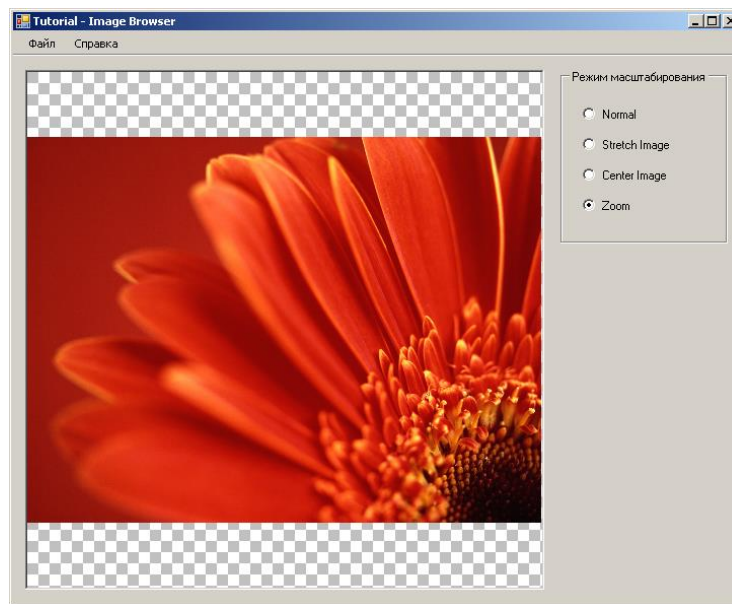 Tutorial - Image Browser
Файл Справка
Режим масштабирования
Normal
Stretch Image
Center Image
Zoom